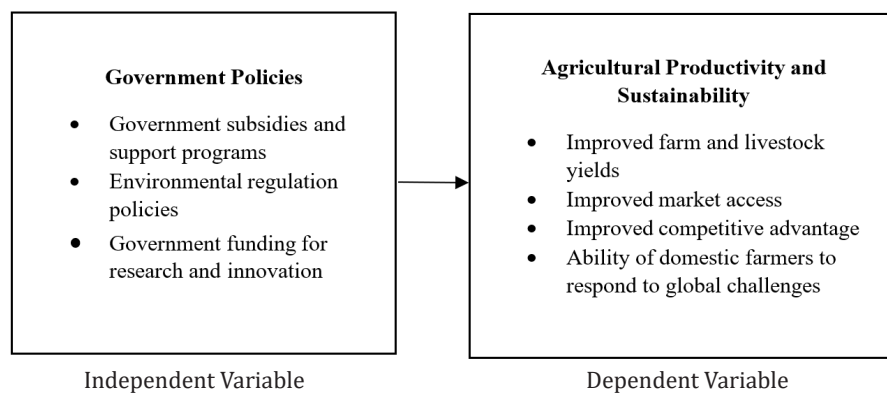 Government Policies
• Government subsidies and
support programs
• Environmental regulation
policies
• Government funding for
research and innovation
Independent Variable
Agricultural Productivity and
Sustainability
• Improved farm and livestock
yields
• Improved market access
• Improved competitive advantage
• Ability of domestic farmers to
respond to global challenges
Dependent Variable